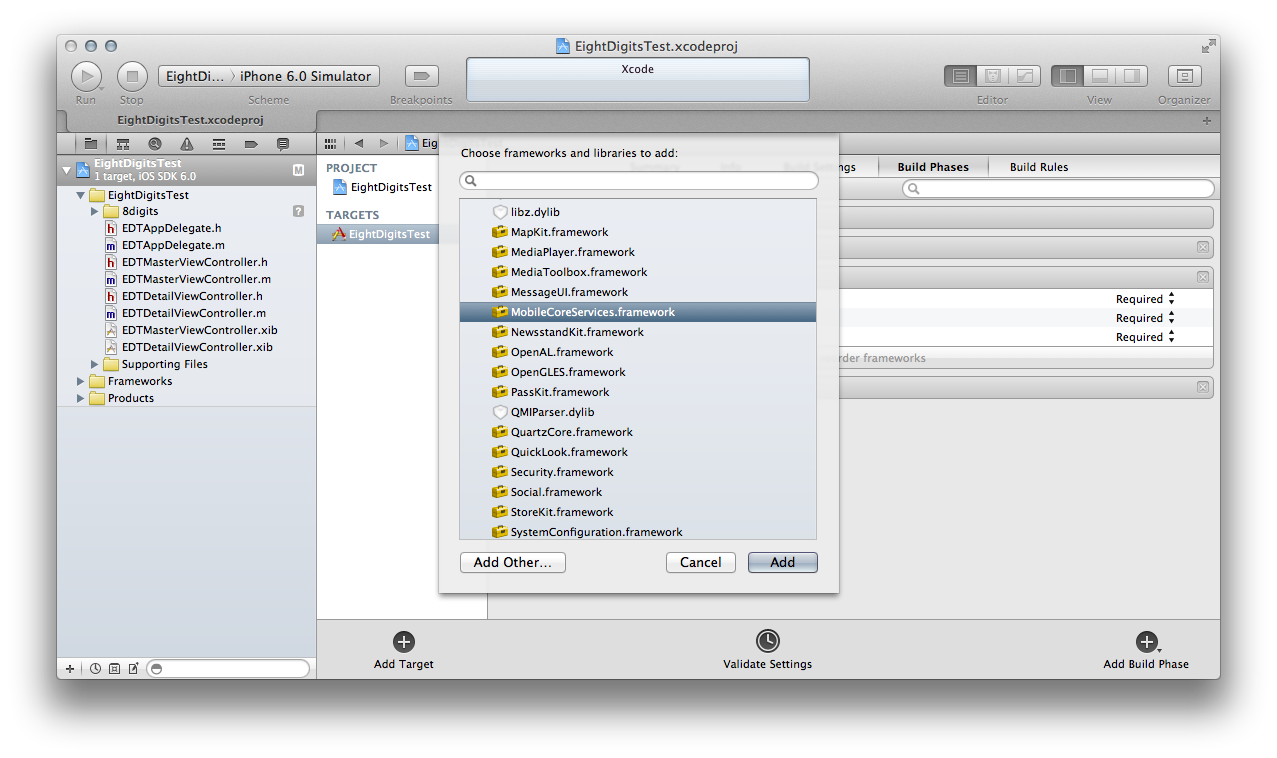 EightDigitsTest.xcodeproj
EightDi... iPhone 6.0 Simulator
Xcode
Run Stop Scheme Breakpoints Editor View Organizer
EightDigitsTest.xcodeproj
Eig
EightDigitsTest
1 target, iOS SDK 6.0
M
EightDigitsTest
8digits
?
h EDTAppDelegate.h
m EDTAppDelegate.m
h EDTMasterViewController.h
m EDTMasterViewController.m
h EDTDetailViewController.h
m EDTDetailViewController.m
EDTMasterViewController.xib
EDTDetailViewController.xib
Supporting Files
Frameworks
Products
PROJECT
EightDigitsTest
TARGETS
EightDigitsTest
Choose frameworks and libraries to add:
libz.dylib
MapKit.framework
MediaPlayer.framework
MediaToolbox.framework
MessageUI.framework
MobileCoreServices.framework
NewsstandKit.framework
OpenAL.framework
OpenGLES.framework
PassKit.framework
QMIParser.dylib
QuartzCore.framework
QuickLook.framework
Security.framework
Social.framework
StoreKit.framework
SystemConfiguration.framework
Add Other... Cancel Add
ngs Build Phases Build Rules
Required
Required
Required
rder frameworks
Add Target Validate Settings Add Build Phase